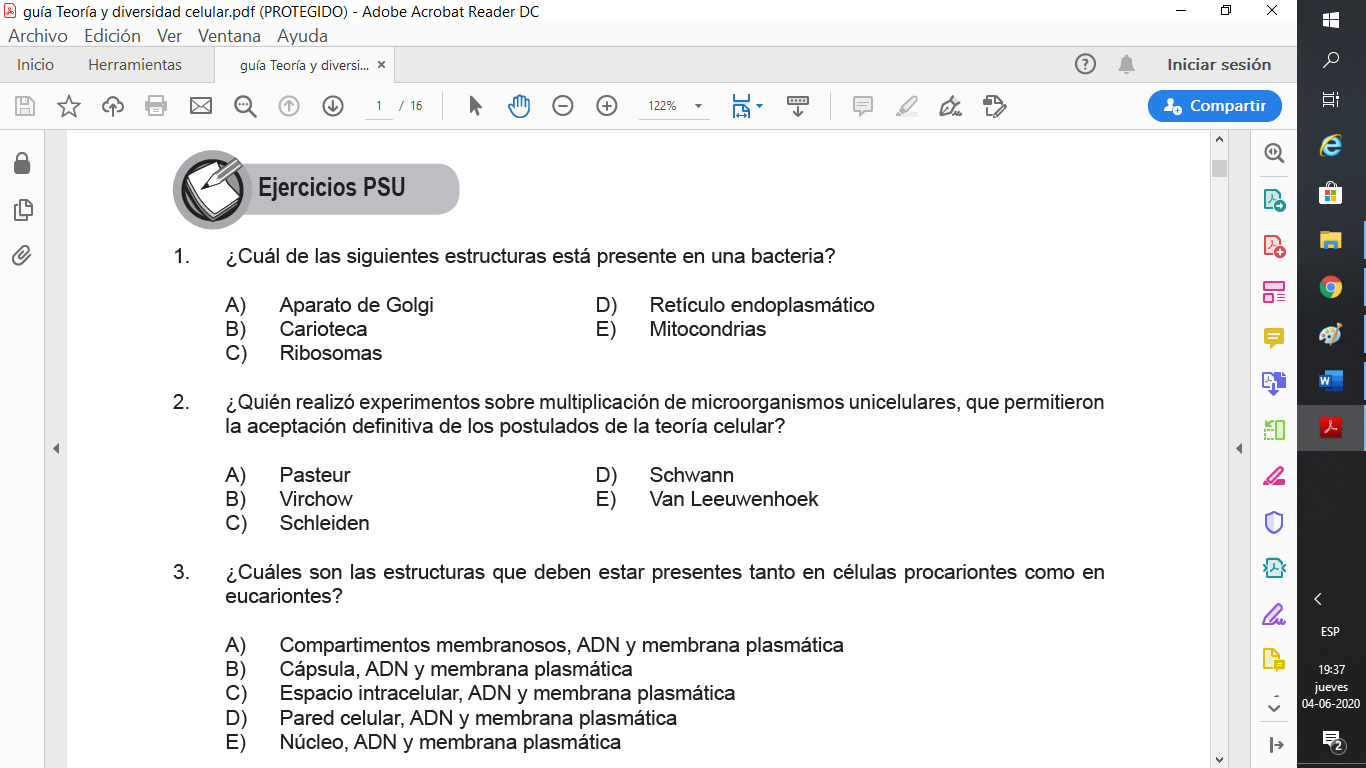 guía Teoría y diversidad celular.pdf (PROTEGIDO) - Adobe Acrobat Reader DC
Archivo Edición Ver Ventana Ayuda
Inicio Herramientas guía Teoría y diversi... × Iniciar sesión
1 / 16 122% Compartir
Ejercicios PSU
1. ¿Cuál de las siguientes estructuras está presente en una bacteria?
A) Aparato de Golgi D) Retículo endoplasmático
B) Carioteca E) Mitocondrias
C) Ribosomas
2. ¿Quién realizó experimentos sobre multiplicación de microorganismos unicelulares, que permitieron
la aceptación definitiva de los postulados de la teoría celular?
A) Pasteur D) Schwann
B) Virchow E) Van Leeuwenhoek
C) Schleiden
3. ¿Cuáles son las estructuras que deben estar presentes tanto en células procariontes como en
eucariontes?
A) Compartimentos membranosos, ADN y membrana plasmática
B) Cápsula, ADN y membrana plasmática
C) Espacio intracelular, ADN y membrana plasmática
D) Pared celular, ADN y membrana plasmática
E) Núcleo, ADN y membrana plasmática
ESP
19:37
jueves
04-06-2020
2